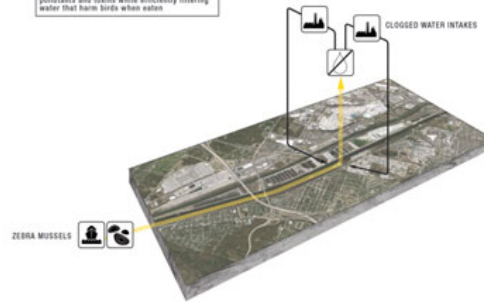 pollutants and toxins while efficiently filtering
water that harm birds when eaten
CLOGGED WATER INTAKES
ZEBRA MUSSELS